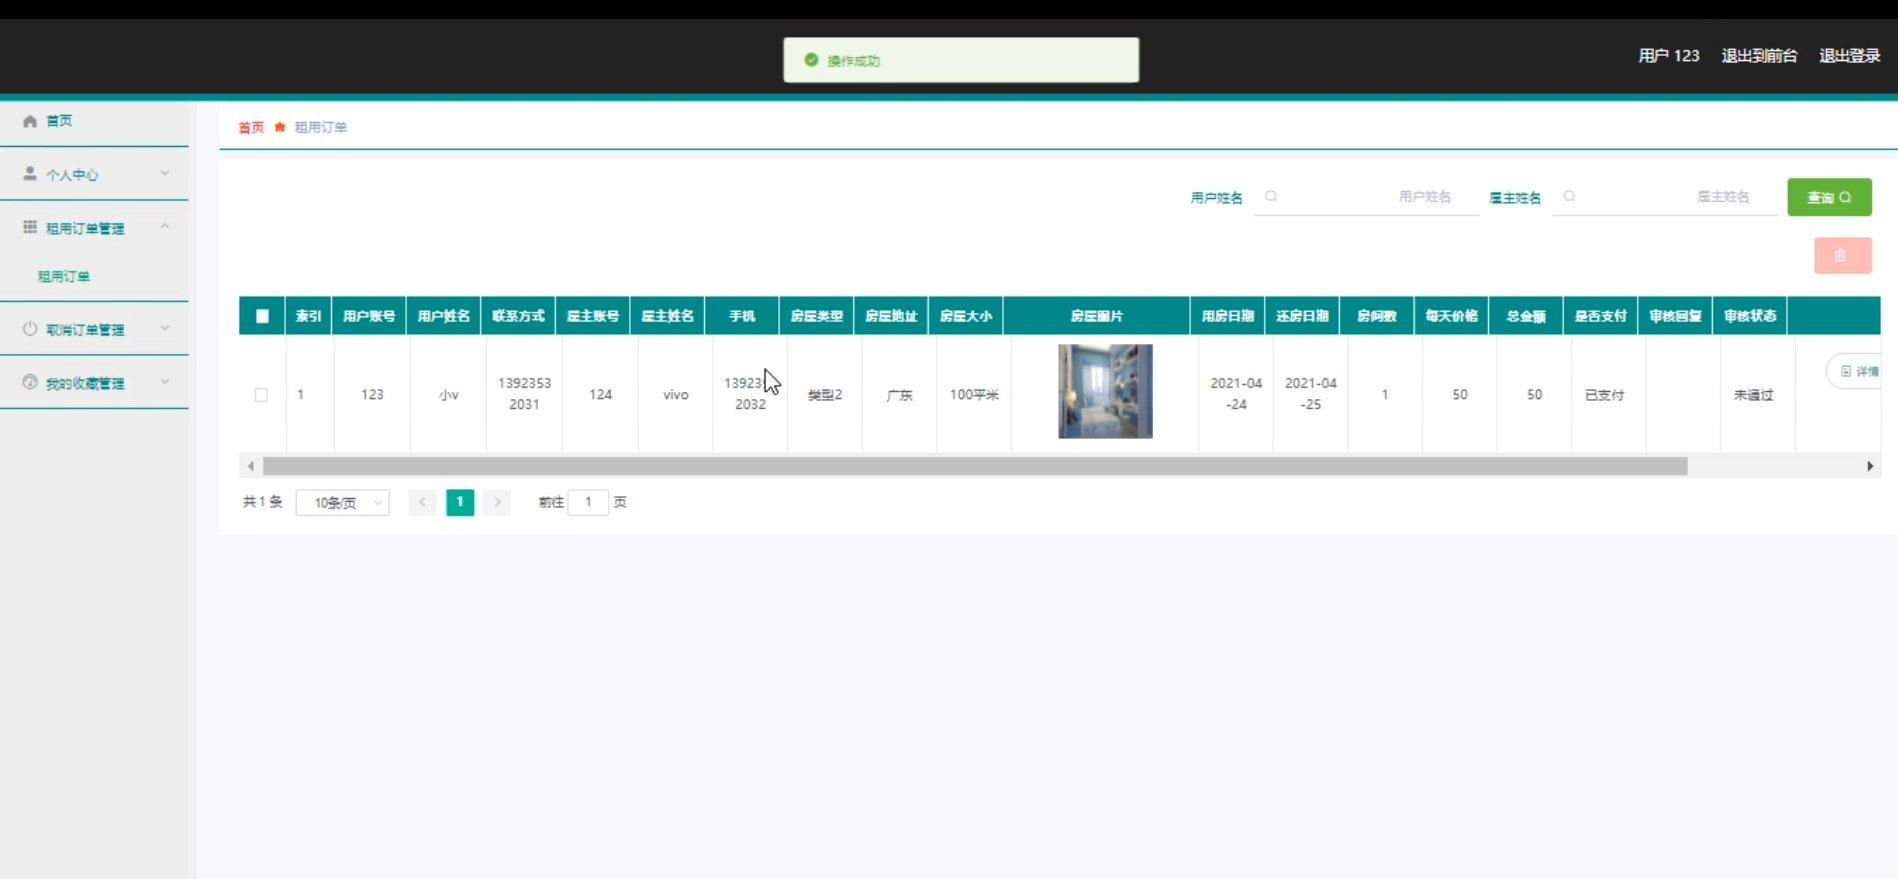 操作成功
用户 123 退出到前台 退出登录
首页
个人中心
租用订单管理
租用订单
取消订单管理
我的收藏管理
首页 租用订单
用户姓名 用户姓名 屋主姓名 屋主姓名 查询
索引 用户账号 用户姓名 联系方式 屋主账号 屋主姓名 手机 房屋类型 房屋地址 房屋大小 房屋图片 用房日期 还房日期 房间数 每天价格 总金额 是否支付 审核回复 审核状态
1 123 小v 1392353 124 vivo 类型2 广东 100平米 2021-04 2021-04 1 50 50 已支付 未通过 详情
2031 2032 -24 -25
共 1 条 10条/页 1 前往 1 页